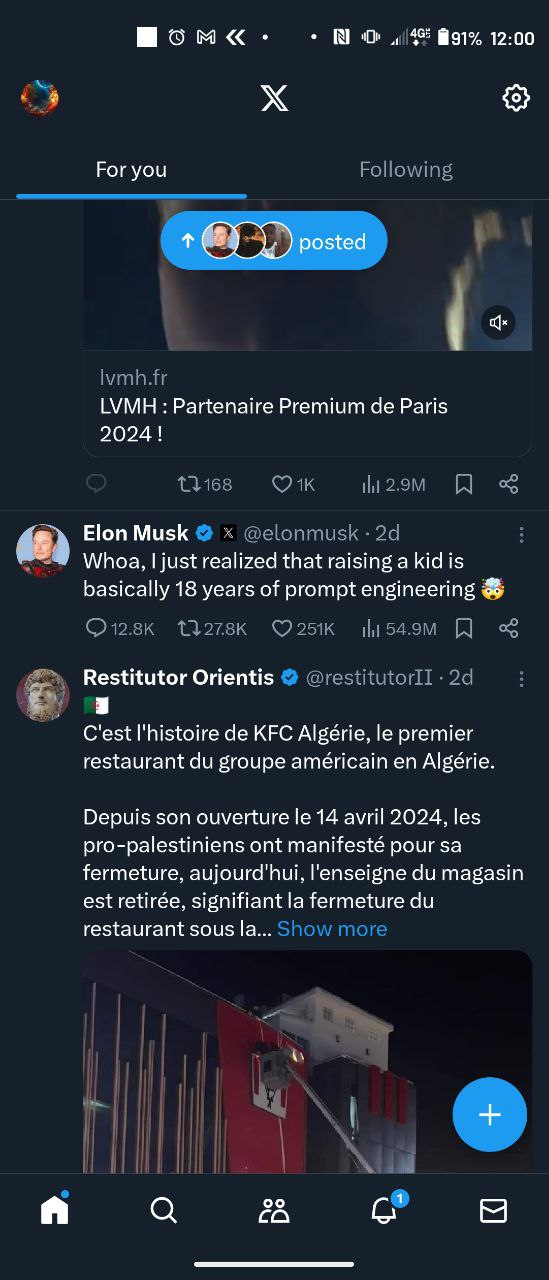 4G 91% 12:00
For you Following
posted
lvmh.fr
LVMH : Partenaire Premium de Paris
2024 !
168 1K 2.9M
Elon Musk @elonmusk · 2d
Whoa, I just realized that raising a kid is
basically 18 years of prompt engineering 🤯
12.8K 27.8K 251K 54.9M
Restitutor Orientis @restitutorII · 2d
🇩🇿
C'est l'histoire de KFC Algérie, le premier
restaurant du groupe américain en Algérie.
Depuis son ouverture le 14 avril 2024, les
pro-palestiniens ont manifesté pour sa
fermeture, aujourd'hui, l'enseigne du magasin
est retirée, signifiant la fermeture du
restaurant sous la... Show more
1